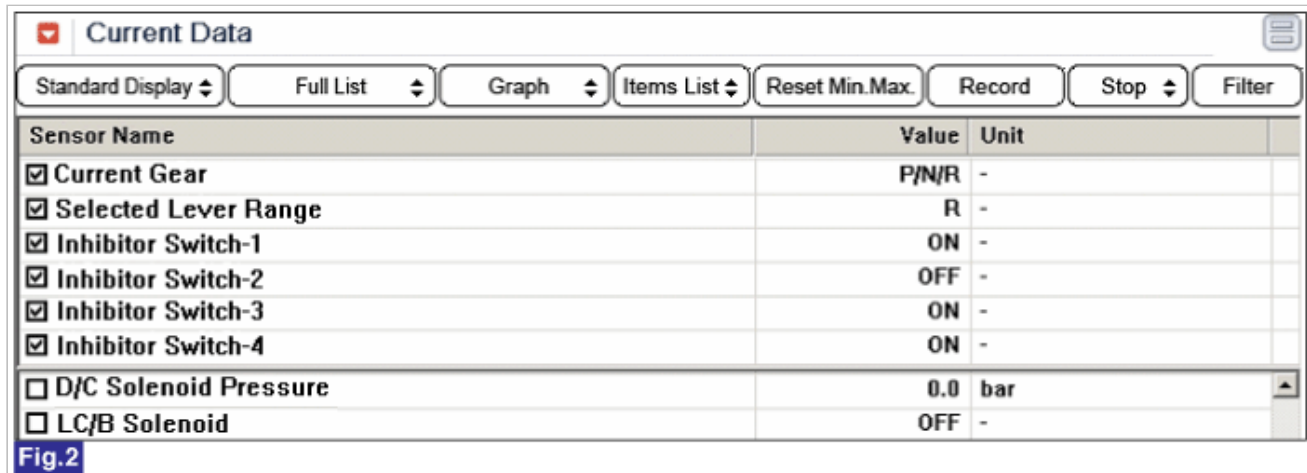 Current Data
Standard Display Full List Graph Items List Reset Min.Max. Record Stop Filter
Sensor Name Value Unit
Current Gear P/N/R -
Selected Lever Range R -
Inhibitor Switch-1 ON -
Inhibitor Switch-2 OFF -
Inhibitor Switch-3 ON -
Inhibitor Switch-4 ON -
D/C Solenoid Pressure 0.0 bar
LC/B Solenoid OFF -
Fig.2